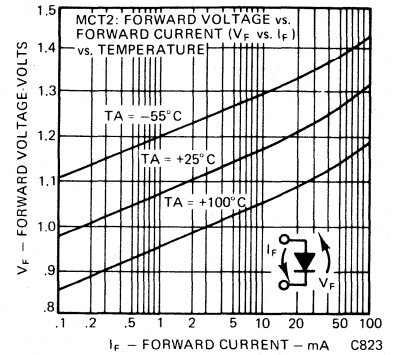 MCT2: FORWARD VOLTAGE vs.
FORWARD CURRENT (VF vs. IF)
vs. TEMPERATURE
VF – FORWARD VOLTAGE-VOLTS
1.5
1.4
1.3
1.2
1.1
1.0
.9
.8
TA = –55°C
TA = +25°C
TA = +100°C
IF
VF
.1 .2 .5 1 2 5 10 20 50 100
IF – FORWARD CURRENT – mA
C823